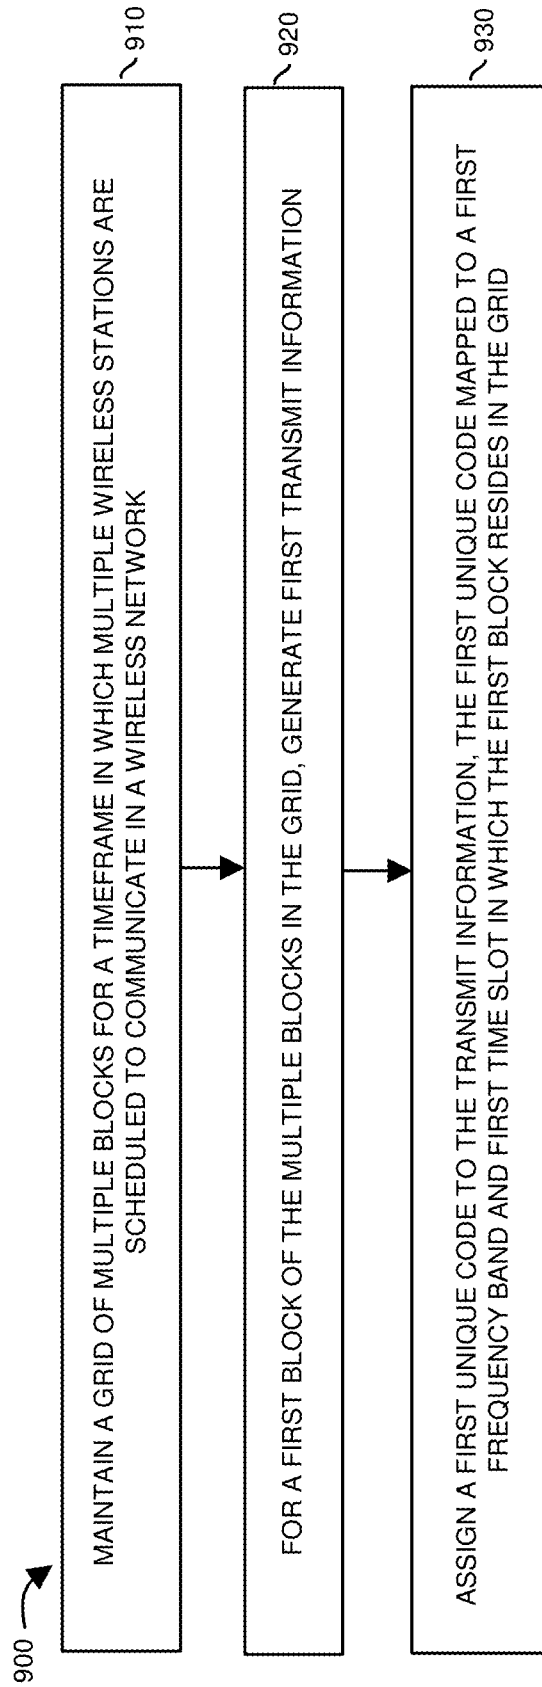 900
MAINTAIN A GRID OF MULTIPLE BLOCKS FOR A TIMEFRAME IN WHICH MULTIPLE WIRELESS STATIONS ARE
SCHEDULED TO COMMUNICATE IN A WIRELESS NETWORK
910
FOR A FIRST BLOCK OF THE MULTIPLE BLOCKS IN THE GRID, GENERATE FIRST TRANSMIT INFORMATION
920
ASSIGN A FIRST UNIQUE CODE TO THE TRANSMIT INFORMATION, THE FIRST UNIQUE CODE MAPPED TO A FIRST
FREQUENCY BAND AND FIRST TIME SLOT IN WHICH THE FIRST BLOCK RESIDES IN THE GRID
930